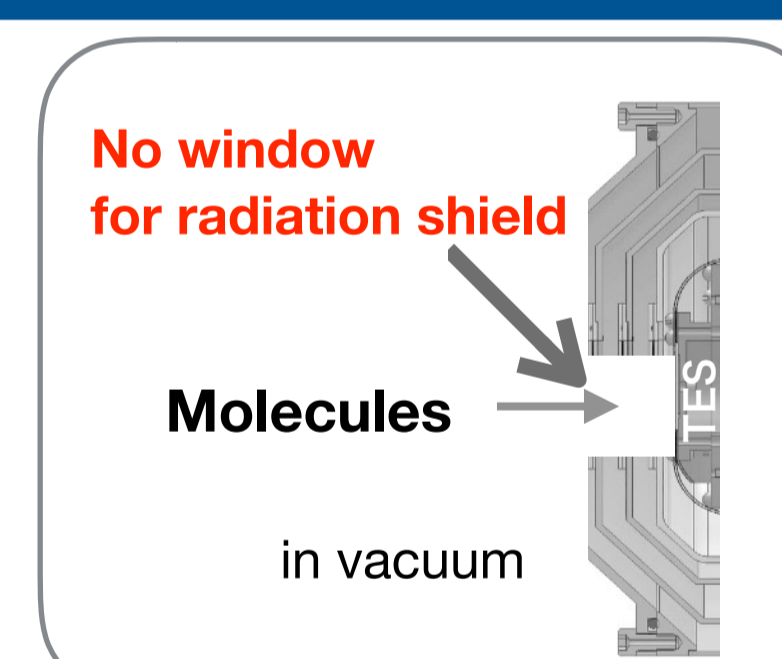 No window
for radiation shield
Molecules
TES
in vacuum